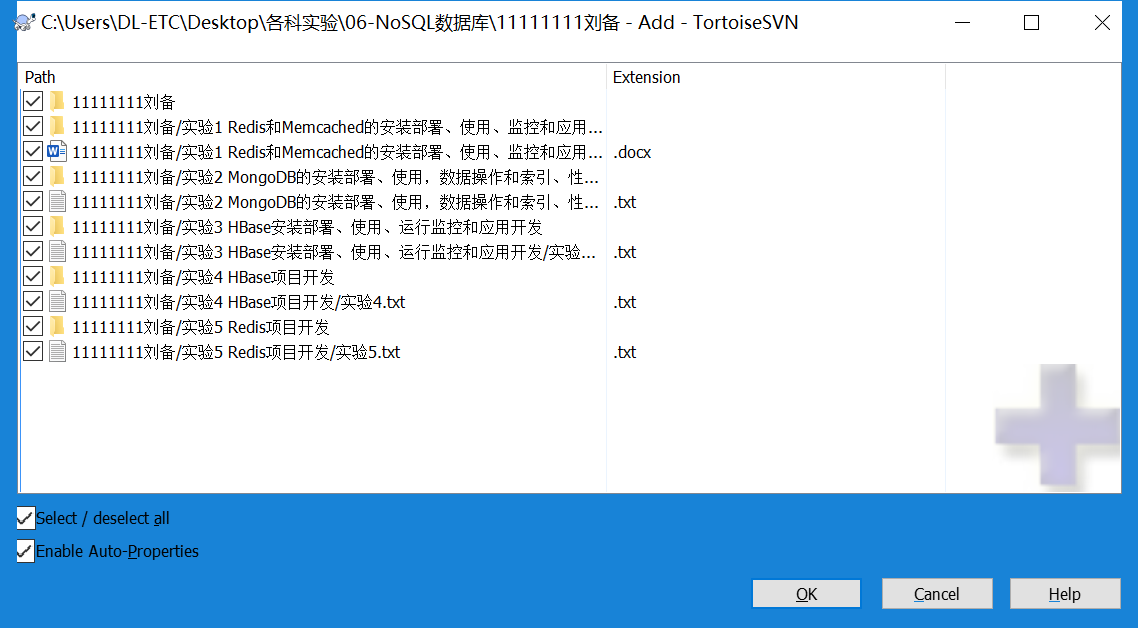 C:\Users\DL-ETC\Desktop\各科实验\06-NoSQL数据库\11111111刘备 - Add - TortoiseSVN
Path Extension
11111111刘备
11111111刘备/实验1 Redis和Memcached的安装部署、使用、监控和应用...
11111111刘备/实验1 Redis和Memcached的安装部署、使用、监控和应用... .docx
11111111刘备/实验2 MongoDB的安装部署、使用，数据操作和索引、性...
11111111刘备/实验2 MongoDB的安装部署、使用，数据操作和索引、性... .txt
11111111刘备/实验3 HBase安装部署、使用、运行监控和应用开发
11111111刘备/实验3 HBase安装部署、使用、运行监控和应用开发/实验... .txt
11111111刘备/实验4 HBase项目开发
11111111刘备/实验4 HBase项目开发/实验4.txt .txt
11111111刘备/实验5 Redis项目开发
11111111刘备/实验5 Redis项目开发/实验5.txt .txt
Select / deselect all
Enable Auto-Properties
OK Cancel Help